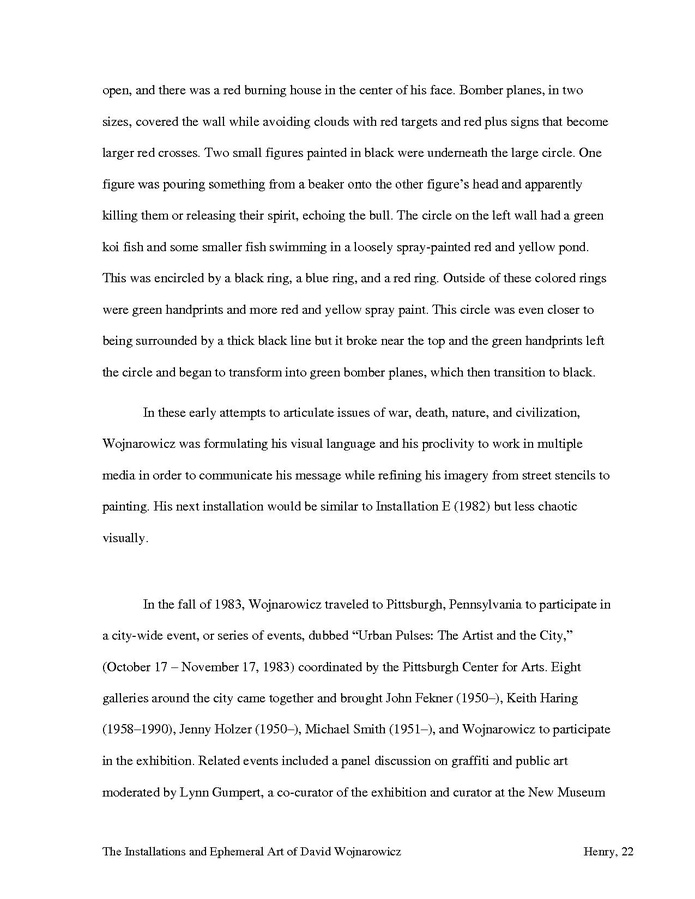 open, and there was a red burning house in the center of his face. Bomber planes, in two
sizes, covered the wall while avoiding clouds with red targets and red plus signs that become
larger red crosses. Two small figures painted in black were underneath the large circle. One
figure was pouring something from a beaker onto the other figure’s head and apparently
killing them or releasing their spirit, echoing the bull. The circle on the left wall had a green
koi fish and some smaller fish swimming in a loosely spray-painted red and yellow pond.
This was encircled by a black ring, a blue ring, and a red ring. Outside of these colored rings
were green handprints and more red and yellow spray paint. This circle was even closer to
being surrounded by a thick black line but it broke near the top and the green handprints left
the circle and began to transform into green bomber planes, which then transition to black.
In these early attempts to articulate issues of war, death, nature, and civilization,
Wojnarowicz was formulating his visual language and his proclivity to work in multiple
media in order to communicate his message while refining his imagery from street stencils to
painting. His next installation would be similar to Installation E (1982) but less chaotic
visually.
In the fall of 1983, Wojnarowicz traveled to Pittsburgh, Pennsylvania to participate in
a city-wide event, or series of events, dubbed “Urban Pulses: The Artist and the City,”
(October 17 – November 17, 1983) coordinated by the Pittsburgh Center for Arts. Eight
galleries around the city came together and brought John Fekner (1950–), Keith Haring
(1958–1990), Jenny Holzer (1950–), Michael Smith (1951–), and Wojnarowicz to participate
in the exhibition. Related events included a panel discussion on graffiti and public art
moderated by Lynn Gumpert, a co-curator of the exhibition and curator at the New Museum
The Installations and Ephemeral Art of David Wojnarowicz Henry, 22